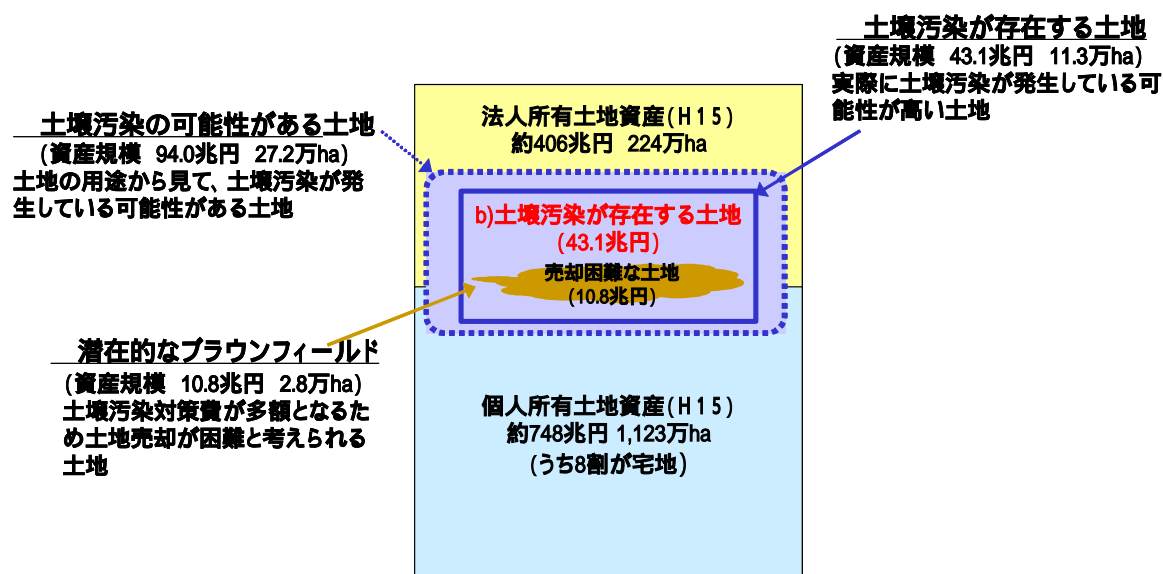 土壌汚染が存在する土地
(資産規模 43.1兆円 11.3万ha)
実際に土壌汚染が発生している可
能性が高い土地
土壌汚染の可能性がある土地
(資産規模 94.0兆円 27.2万ha)
土地の用途から見て、土壌汚染が発
生している可能性がある土地
法人所有土地資産(H15)
約406兆円 224万ha
b)土壌汚染が存在する土地
(43.1兆円)
売却困難な土地
(10.8兆円)
潜在的なブラウンフィールド
(資産規模 10.8兆円 2.8万ha)
土壌汚染対策費が多額となるた
め土地売却が困難と考えられる
土地
個人所有土地資産(H15)
約748兆円 1,123万ha
(うち8割が宅地)